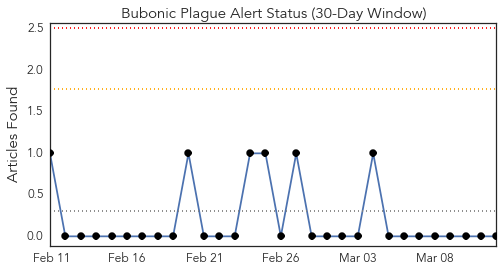 Bubonic Plague Alert Status (30-Day Window)
Articles Found
2.5
2.0
1.5
1.0
0.5
0.0
Feb 11 Feb 16 Feb 21 Feb 26 Mar 03 Mar 08